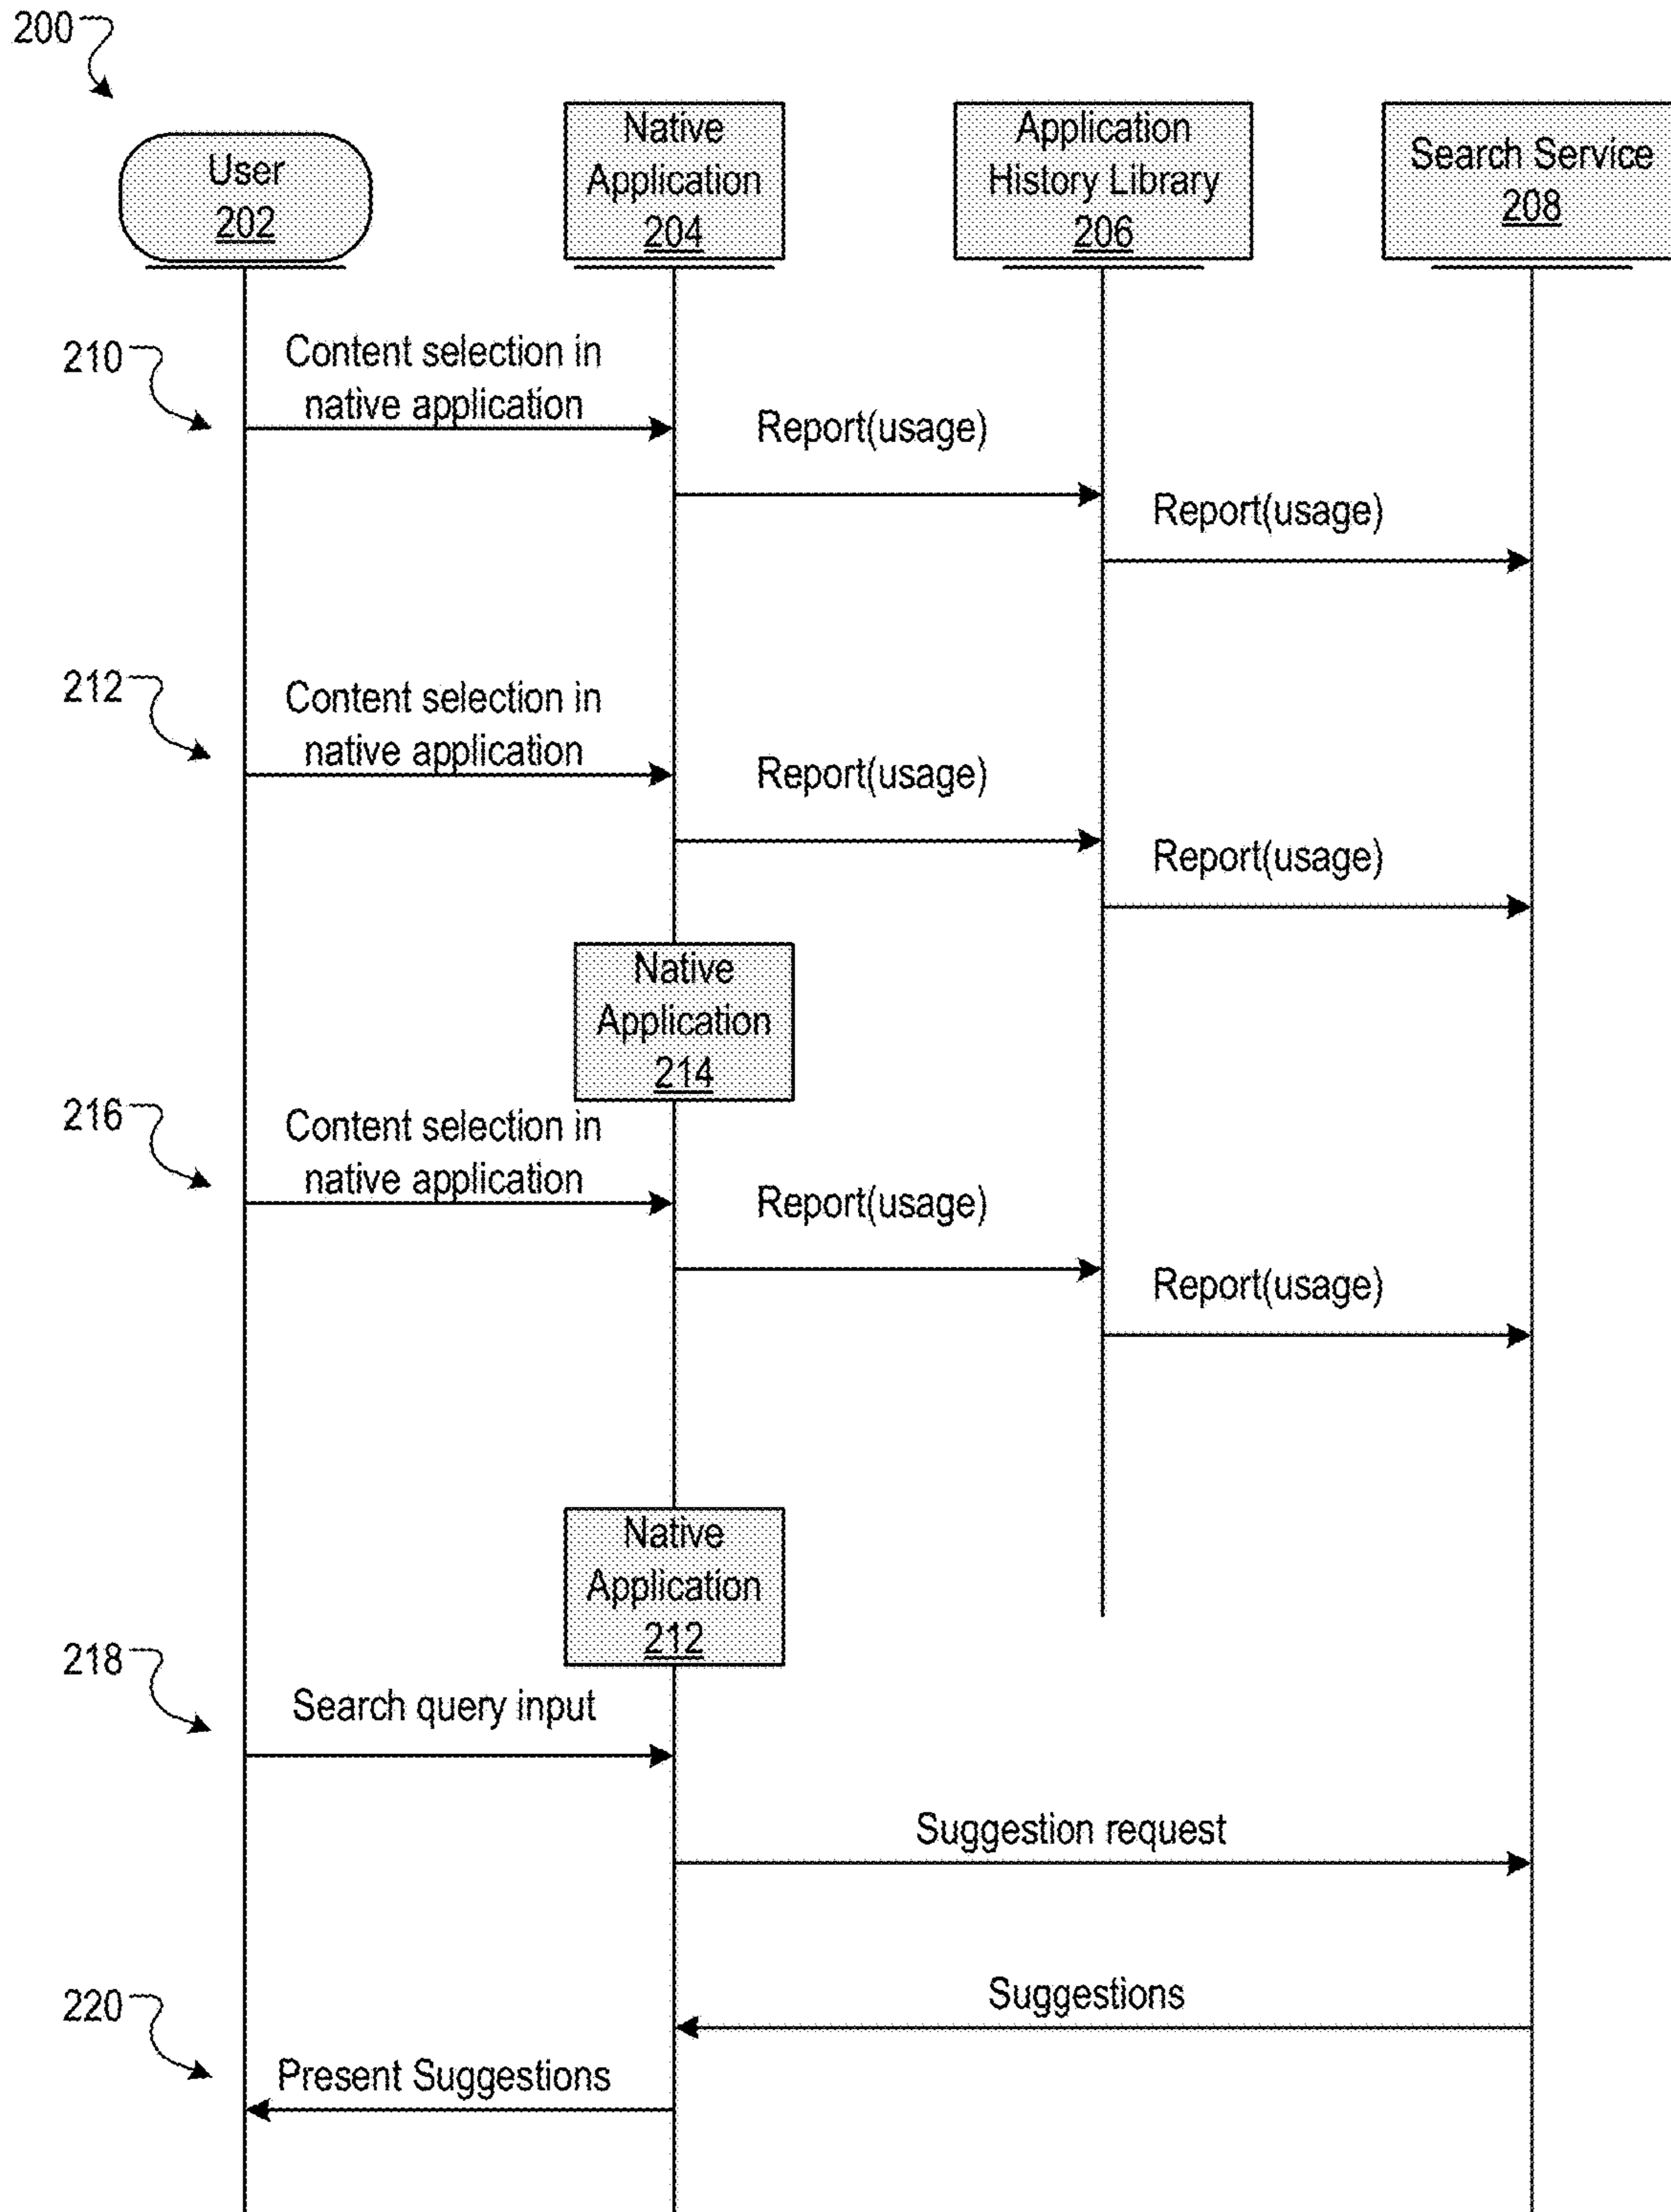 200
User
202
Native
Application
204
Application
History Library
206
Search Service
208
210
Content selection in
native application
Report(usage)
Report(usage)
212
Content selection in
native application
Report(usage)
Report(usage)
Native
Application
214
216
Content selection in
native application
Report(usage)
Report(usage)
Native
Application
212
218
Search query input
Suggestion request
Suggestions
220
Present Suggestions